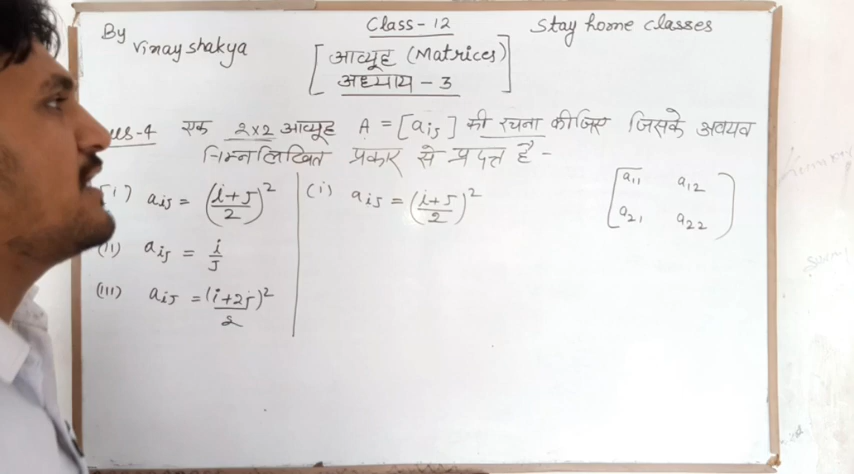 By
Vinay shakya
Class-12
Stay home classes
[आव्यूह (Matrices)
अध्याय - 3]
ues-4 एक 2×2 आव्यूह A = [aij] की रचना कीजिए जिसके अवयव
निम्नलिखित प्रकार से प्रदत्त है -
(i) aij = (i+j/2)²
(ii) aij = i/j
(iii) aij = (i+2j)²/2
(i) aij = (i+j/2)²
[a11 a12
a21 a22]